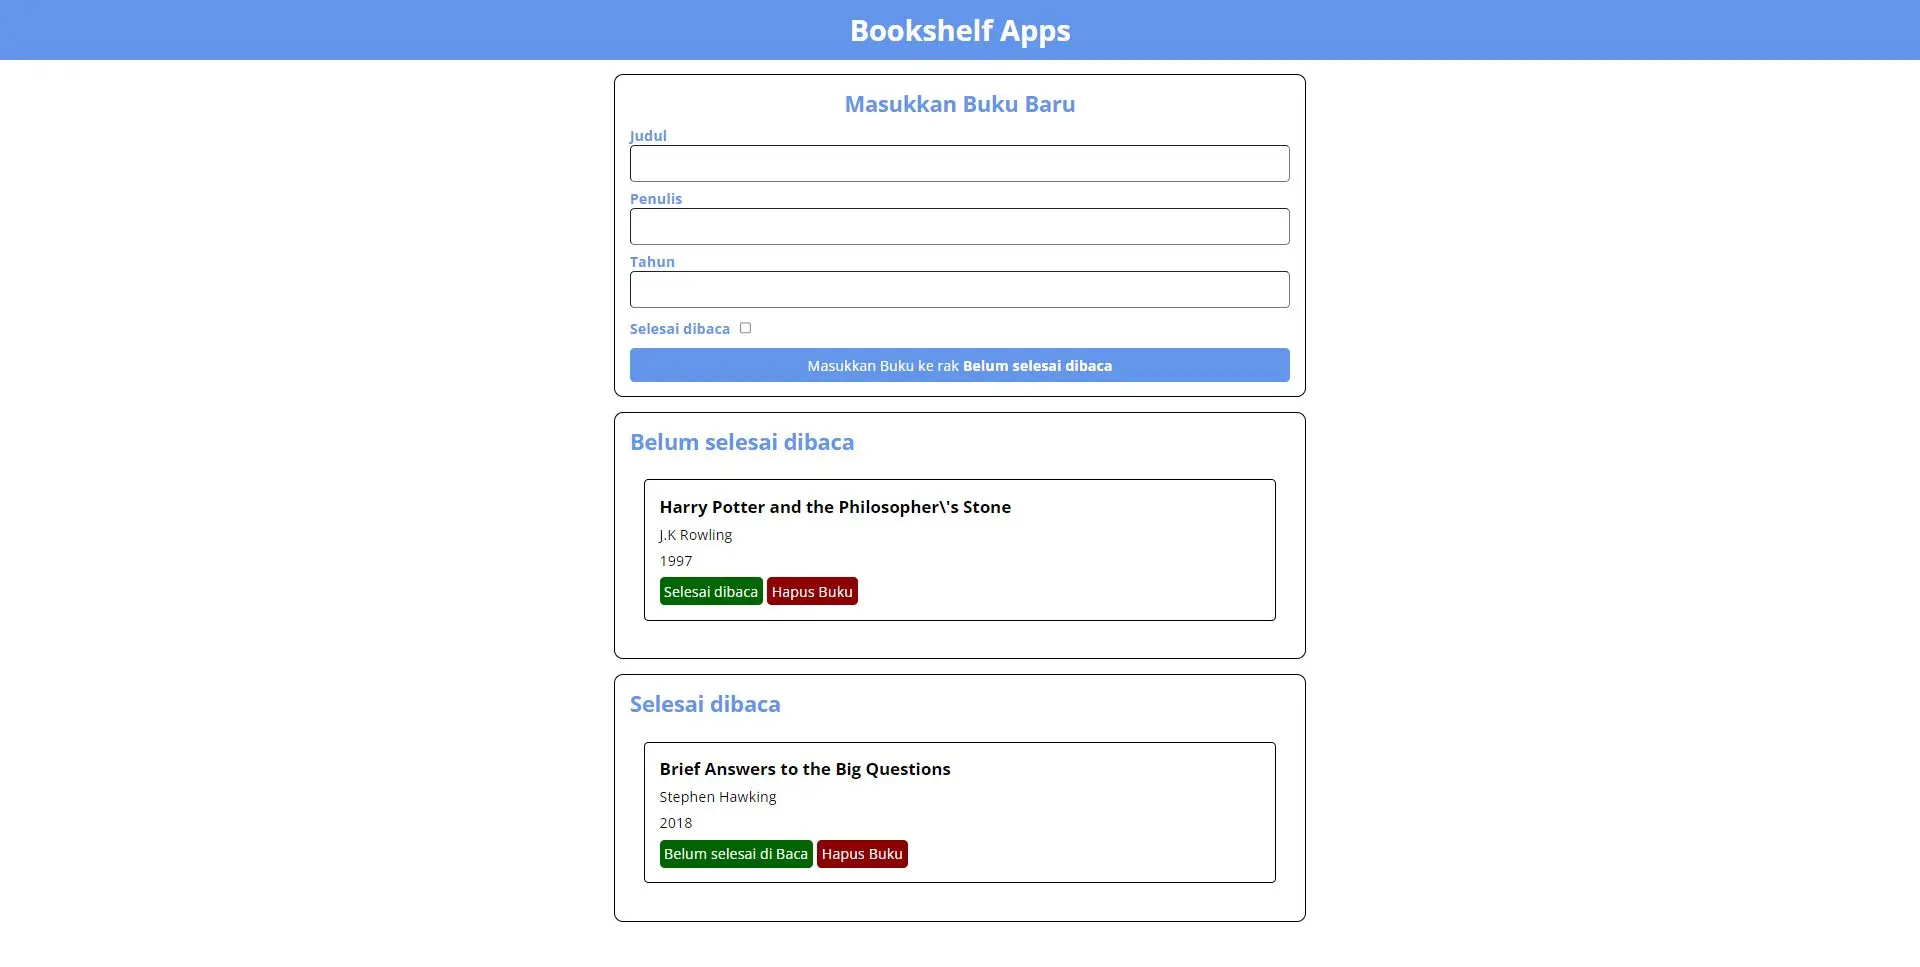 Bookshelf Apps
Masukkan Buku Baru
Judul
Penulis
Tahun
Selesai dibaca
Masukkan Buku ke rak Belum selesai dibaca
Belum selesai dibaca
Harry Potter and the Philosopher\'s Stone
J.K Rowling
1997
Selesai dibaca Hapus Buku
Selesai dibaca
Brief Answers to the Big Questions
Stephen Hawking
2018
Belum selesai di Baca Hapus Buku